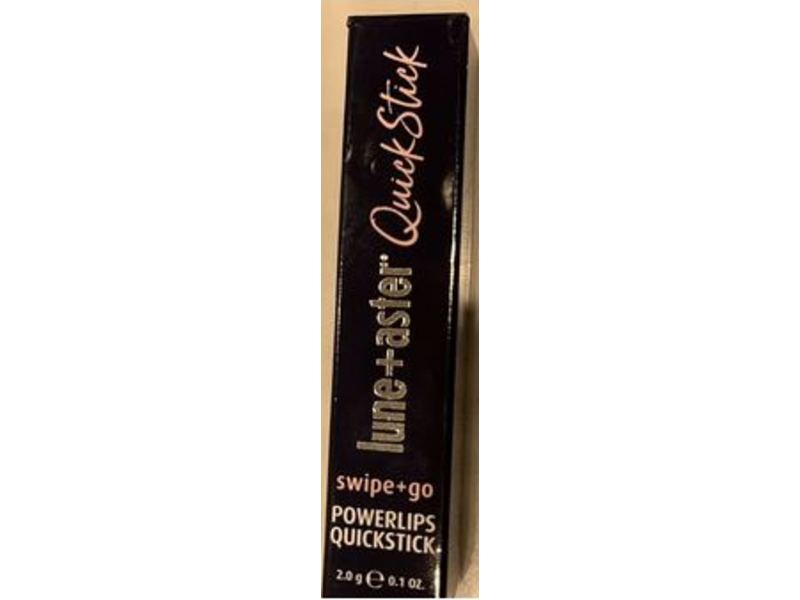 QuickStick
lune+aster®
swipe+go
POWERLIPS
QUICKSTICK
2.0 g ℮ 0.1 OZ.